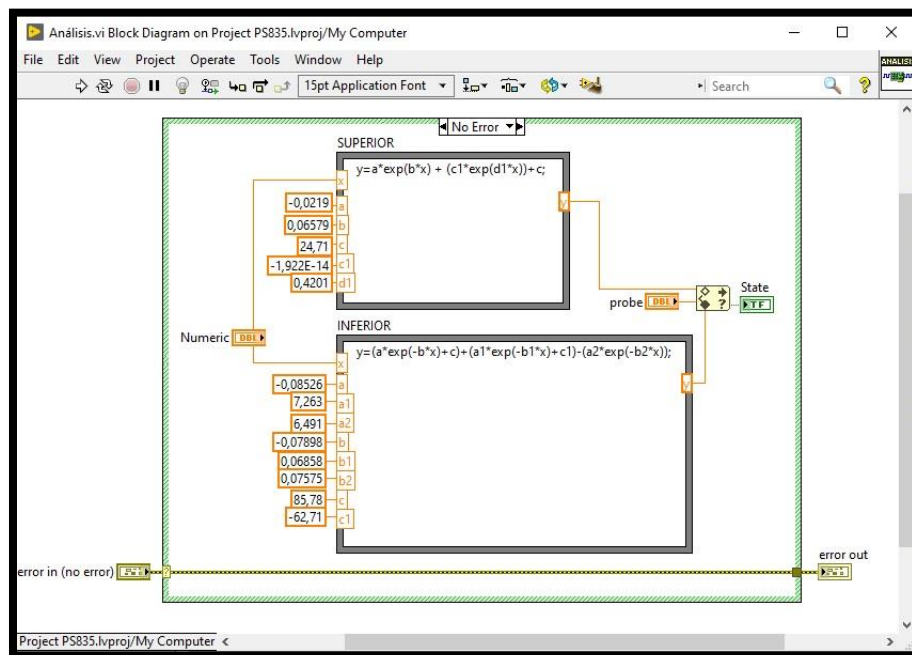 Análisis.vi Block Diagram on Project PS835.lvproj/My Computer
File Edit View Project Operate Tools Window Help
15pt Application Font
Search
ANALISI
No Error
SUPERIOR
y=a*exp(b*x) + (c1*exp(d1*x))+c;
x
-0,0219 a
0,06579 b
24,71 c
-1,922E-14 c1
0,4201 d1
y
probe DBL
State
TF
Numeric DBL
INFERIOR
y=(a*exp(-b*x)+c)+(a1*exp(-b1*x)+c1)-(a2*exp(-b2*x));
x
-0,08526 a
7,263 a1
6,491 a2
-0,07898 b
0,06858 b1
0,07575 b2
85,78 c
-62,71 c1
y
error in (no error)
error out
Project PS835.lvproj/My Computer